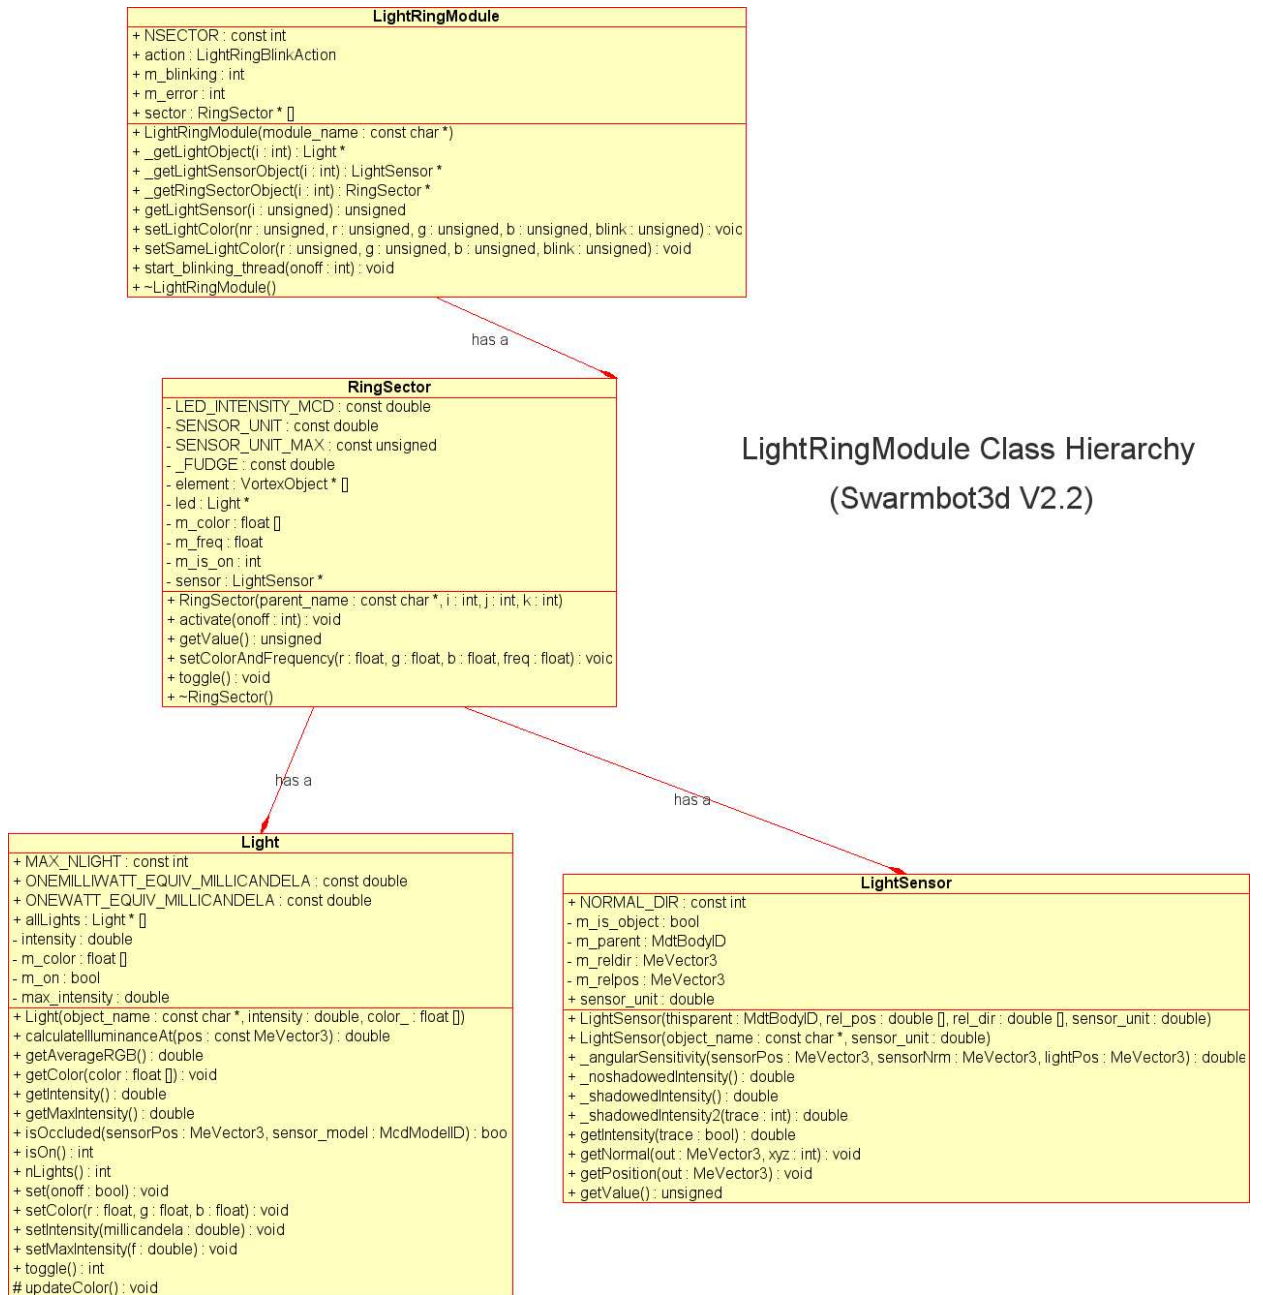 LightRingModule
+ NSECTOR : const int
+ action : LightRingBlinkAction
+ m_blinking : int
+ m_error : int
+ sector : RingSector * []
+ LightRingModule(module_name : const char *)
+ _getLightObject(i : int) : Light *
+ _getLightSensorObject(i : int) : LightSensor *
+ _getRingSectorObject(i : int) : RingSector *
+ getLightSensor(i : unsigned) : unsigned
+ setLightColor(nr : unsigned, r : unsigned, g : unsigned, b : unsigned, blink : unsigned) : voic
+ setSameLightColor(r : unsigned, g : unsigned, b : unsigned, blink : unsigned) : void
+ start_blinking_thread(onoff : int) : void
+ ~LightRingModule()
has a
RingSector
- LED_INTENSITY_MCD : const double
- SENSOR_UNIT : const double
- SENSOR_UNIT_MAX : const unsigned
- _FUDGE : const double
- element : VortexObject * []
- led : Light *
- m_color : float []
- m_freq : float
- m_is_on : int
- sensor : LightSensor *
+ RingSector(parent_name : const char *, i : int, j : int, k : int)
+ activate(onoff : int) : void
+ getValue() : unsigned
+ setColorAndFrequency(r : float, g : float, b : float, freq : float) : voic
+ toggle() : void
+ ~RingSector()
LightRingModule Class Hierarchy
(Swarmbot3d V2.2)
has a
has a
Light
+ MAX_NLIGHT : const int
+ ONEMILLIWATT_EQUIV_MILLICANDELA : const double
+ ONEWATT_EQUIV_MILLICANDELA : const double
+ allLights : Light * []
- intensity : double
- m_color : float []
- m_on : bool
- max_intensity : double
+ Light(object_name : const char *, intensity : double, color_ : float [])
+ calculateIlluminanceAt(pos : const MeVector3) : double
+ getAverageRGB() : double
+ getColor(color : float []) : void
+ getIntensity() : double
+ getMaxIntensity() : double
+ isOccluded(sensorPos : MeVector3, sensor_model : McdModelID) : boo
+ isOn() : int
+ nLights() : int
+ set(onoff : bool) : void
+ setColor(r : float, g : float, b : float) : void
+ setIntensity(millicandela : double) : void
+ setMaxIntensity(f : double) : void
+ toggle() : int
# updateColor() : void
LightSensor
+ NORMAL_DIR : const int
- m_is_object : bool
- m_parent : MdtBodyID
- m_reldir : MeVector3
- m_relpos : MeVector3
+ sensor_unit : double
+ LightSensor(thisparent : MdtBodyID, rel_pos : double [], rel_dir : double [], sensor_unit : double)
+ LightSensor(object_name : const char *, sensor_unit : double)
+ _angularSensitivity(sensorPos : MeVector3, sensorNrm : MeVector3, lightPos : MeVector3) : double
+ _noshadowedIntensity() : double
+ _shadowedIntensity() : double
+ _shadowedIntensity2(trace : int) : double
+ getIntensity(trace : bool) : double
+ getNormal(out : MeVector3, xyz : int) : void
+ getPosition(out : MeVector3) : void
+ getValue() : unsigned